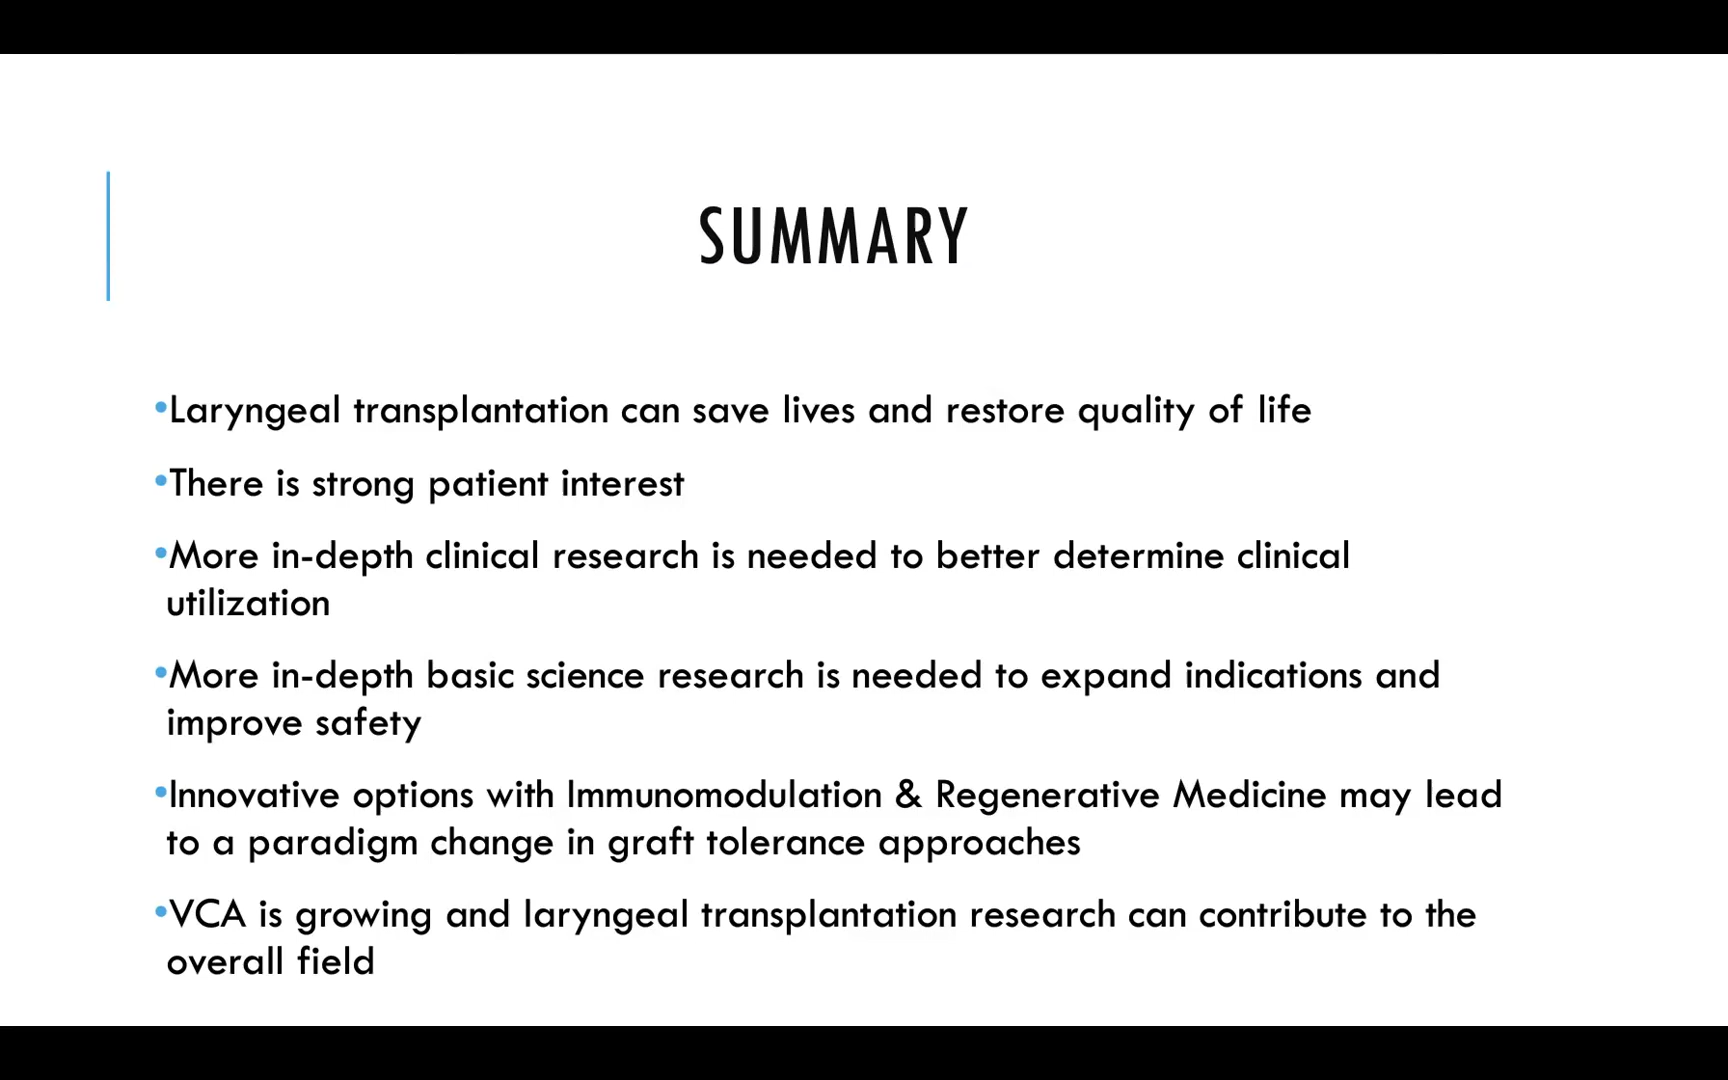 SUMMARY
•Laryngeal transplantation can save lives and restore quality of life
•There is strong patient interest
•More in-depth clinical research is needed to better determine clinical
utilization
•More in-depth basic science research is needed to expand indications and
improve safety
•Innovative options with Immunomodulation & Regenerative Medicine may lead
to a paradigm change in graft tolerance approaches
•VCA is growing and laryngeal transplantation research can contribute to the
overall field